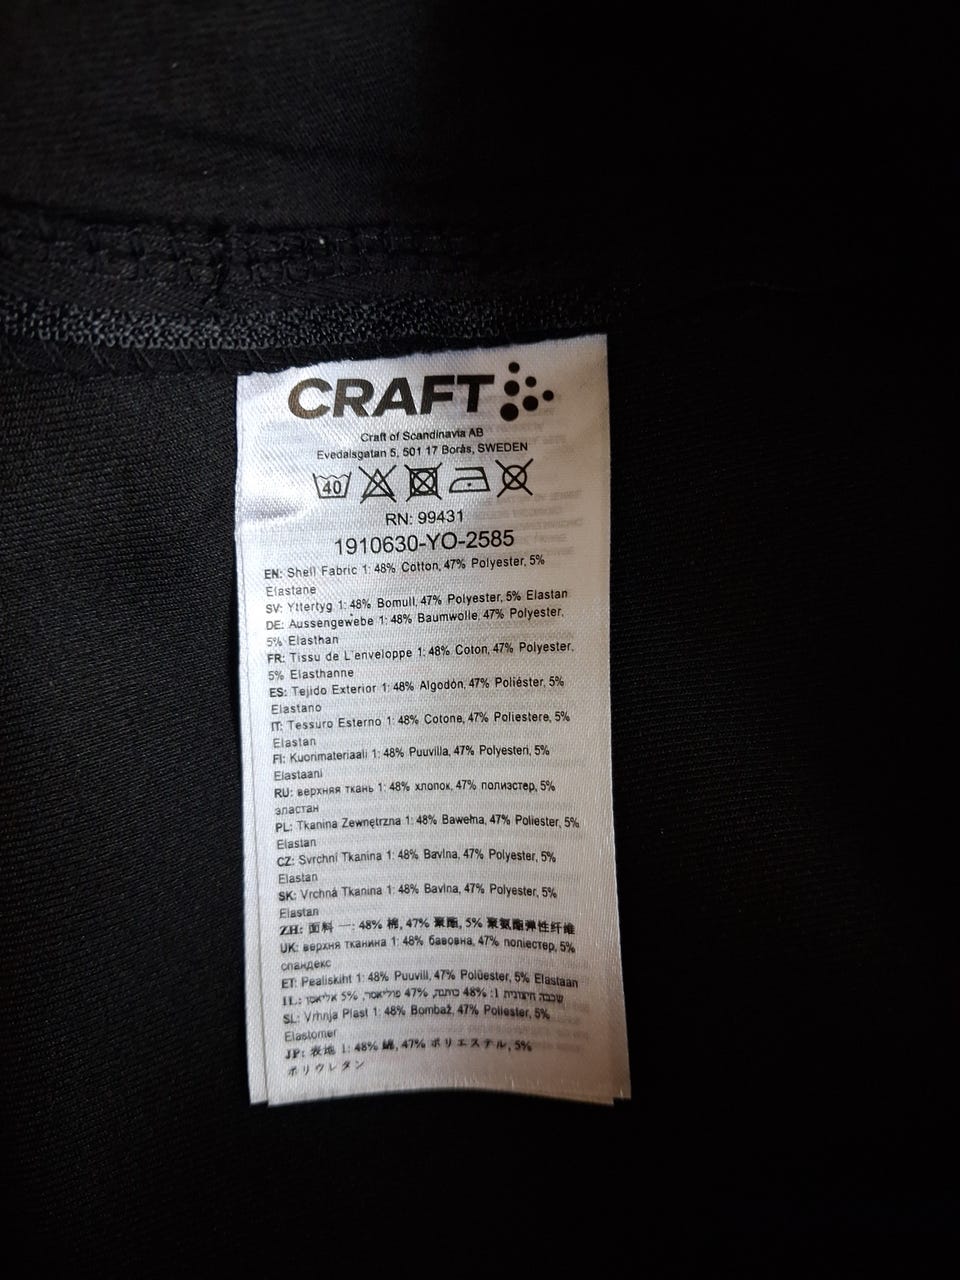 CRAFT
Craft of Scandinavia AB
Evedalsgatan 5, 501 17 Borås, SWEDEN
40
RN: 99431
1910630-YO-2585
EN: Shell Fabric 1: 48% Cotton, 47% Polyester, 5%
Elastane
SV: Yttertyg 1: 48% Bomull, 47% Polyester, 5% Elastan
DE: Aussengewebe 1: 48% Baumwolle, 47% Polyester,
5% Elasthan
FR: Tissu de L'enveloppe 1: 48% Coton, 47% Polyester,
5% Elasthanne
ES: Tejido Exterior 1: 48% Algodón, 47% Poliéster, 5%
Elastano
IT: Tessuro Esterno 1: 48% Cotone, 47% Poliestere, 5%
Elastan
FI: Kuorimateriaali 1: 48% Puuvilla, 47% Polyesteri, 5%
Elastaani
RU: верхняя ткань 1: 48% хлопок, 47% полиэстер, 5%
эластан
PL: Tkanina Zewnętrzna 1: 48% Bawełna, 47% Poliester, 5%
Elastan
CZ: Svrchní Tkanina 1: 48% Bavlna, 47% Polyester, 5%
Elastan
SK: Vrchná Tkanina 1: 48% Bavlna, 47% Polyester, 5%
Elastan
ZH: 面料 一: 48% 棉, 47% 聚酯, 5% 聚氨酯弹性纤维
UK: верхня тканина 1: 48% бавовна, 47% поліестер, 5%
спандекс
ET: Pealiskiht 1: 48% Puuvill, 47% Polüester, 5% Elastaan
IL: שכבה חיצונית 1: 48% כותנה, 47% פוליאסטר, 5% אליאסטן
SL: Vrhnja Plast 1: 48% Bombaž, 47% Poliester, 5%
Elastomer
JP: 表地 1: 48% 綿, 47% ポリエステル, 5%
ポリウレタン